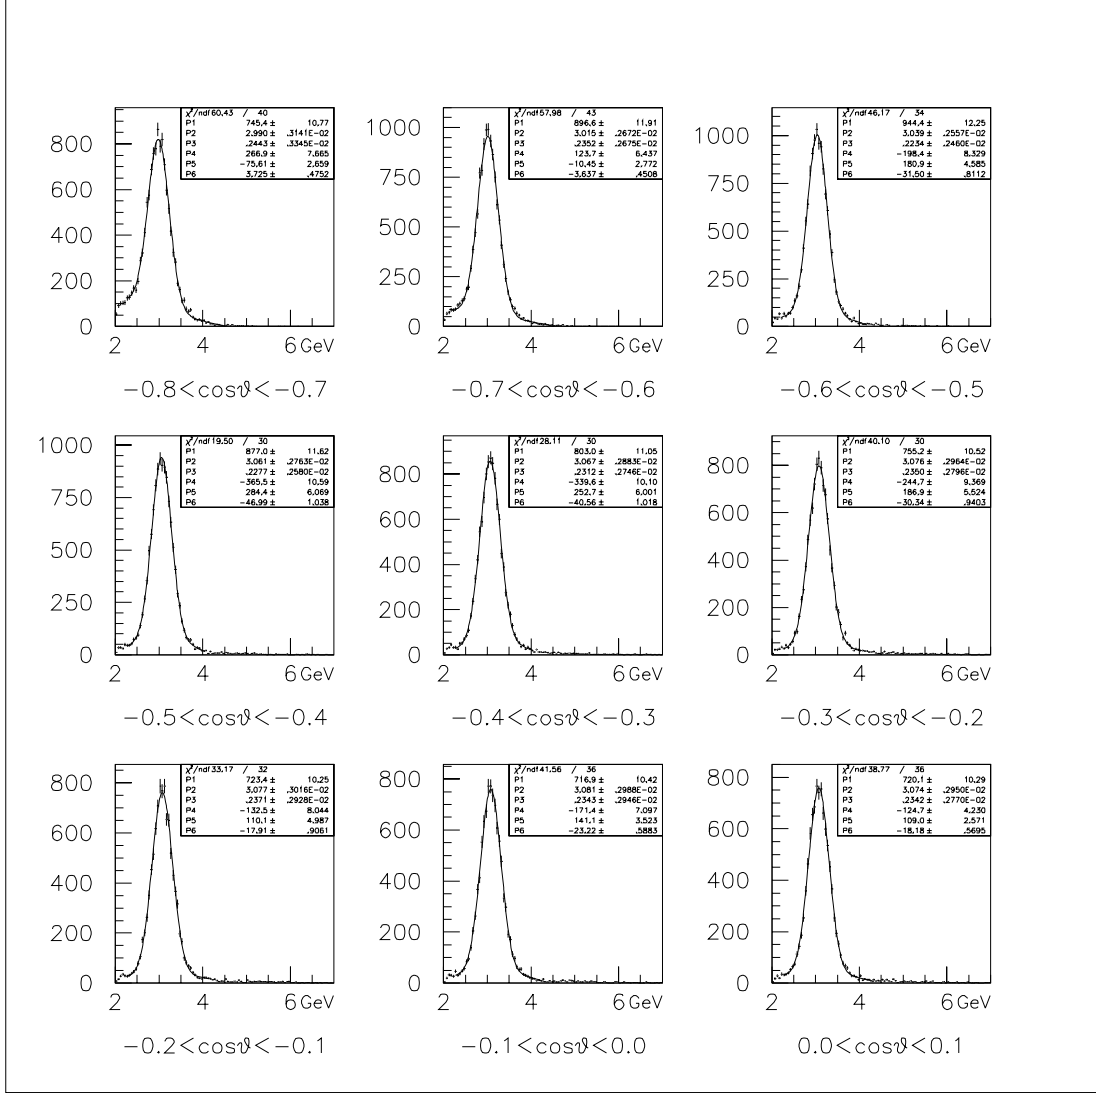 χ²/ndf 60.43 / 40
P1 745.4 ± 10.77
P2 2.990 ± .3141E-02
P3 .2443 ± .3345E-02
P4 266.9 ± 7.665
P5 -75.61 ± 2.659
P6 3.725 ± .4752
800
600
400
200
0
2 4 6 GeV
−0.8<cosϑ<−0.7
χ²/ndf 57.98 / 43
P1 896.6 ± 11.91
P2 3.015 ± .2672E-02
P3 .2352 ± .2675E-02
P4 123.7 ± 6.437
P5 -10.45 ± 2.772
P6 -3.637 ± .4508
1000
750
500
250
0
2 4 6 GeV
−0.7<cosϑ<−0.6
χ²/ndf 46.17 / 34
P1 944.4 ± 12.25
P2 3.039 ± .2557E-02
P3 .2234 ± .2460E-02
P4 -198.4 ± 8.329
P5 180.9 ± 4.585
P6 -31.50 ± .8112
1000
750
500
250
0
2 4 6 GeV
−0.6<cosϑ<−0.5
χ²/ndf 19.50 / 30
P1 877.0 ± 11.62
P2 3.061 ± .2763E-02
P3 .2277 ± .2580E-02
P4 -365.5 ± 10.59
P5 284.4 ± 6.069
P6 -46.99 ± 1.038
1000
750
500
250
0
2 4 6 GeV
−0.5<cosϑ<−0.4
χ²/ndf 28.11 / 30
P1 803.0 ± 11.05
P2 3.067 ± .2883E-02
P3 .2312 ± .2746E-02
P4 -339.6 ± 10.10
P5 252.7 ± 6.001
P6 -40.56 ± 1.018
800
600
400
200
0
2 4 6 GeV
−0.4<cosϑ<−0.3
χ²/ndf 40.10 / 30
P1 755.2 ± 10.52
P2 3.076 ± .2964E-02
P3 .2350 ± .2796E-02
P4 -244.7 ± 9.369
P5 186.9 ± 5.524
P6 -30.34 ± .9403
800
600
400
200
0
2 4 6 GeV
−0.3<cosϑ<−0.2
χ²/ndf 33.17 / 32
P1 723.4 ± 10.25
P2 3.077 ± .3016E-02
P3 .2371 ± .2928E-02
P4 -132.5 ± 8.044
P5 110.1 ± 4.987
P6 -17.91 ± .9061
800
600
400
200
0
2 4 6 GeV
−0.2<cosϑ<−0.1
χ²/ndf 41.56 / 36
P1 716.9 ± 10.42
P2 3.081 ± .2988E-02
P3 .2343 ± .2946E-02
P4 -171.4 ± 7.097
P5 141.1 ± 3.523
P6 -23.22 ± .5883
800
600
400
200
0
2 4 6 GeV
−0.1<cosϑ<0.0
χ²/ndf 38.77 / 36
P1 720.1 ± 10.29
P2 3.074 ± .2950E-02
P3 .2342 ± .2770E-02
P4 -124.7 ± 4.230
P5 109.0 ± 2.571
P6 -18.18 ± .5695
800
600
400
200
0
2 4 6 GeV
0.0<cosϑ<0.1